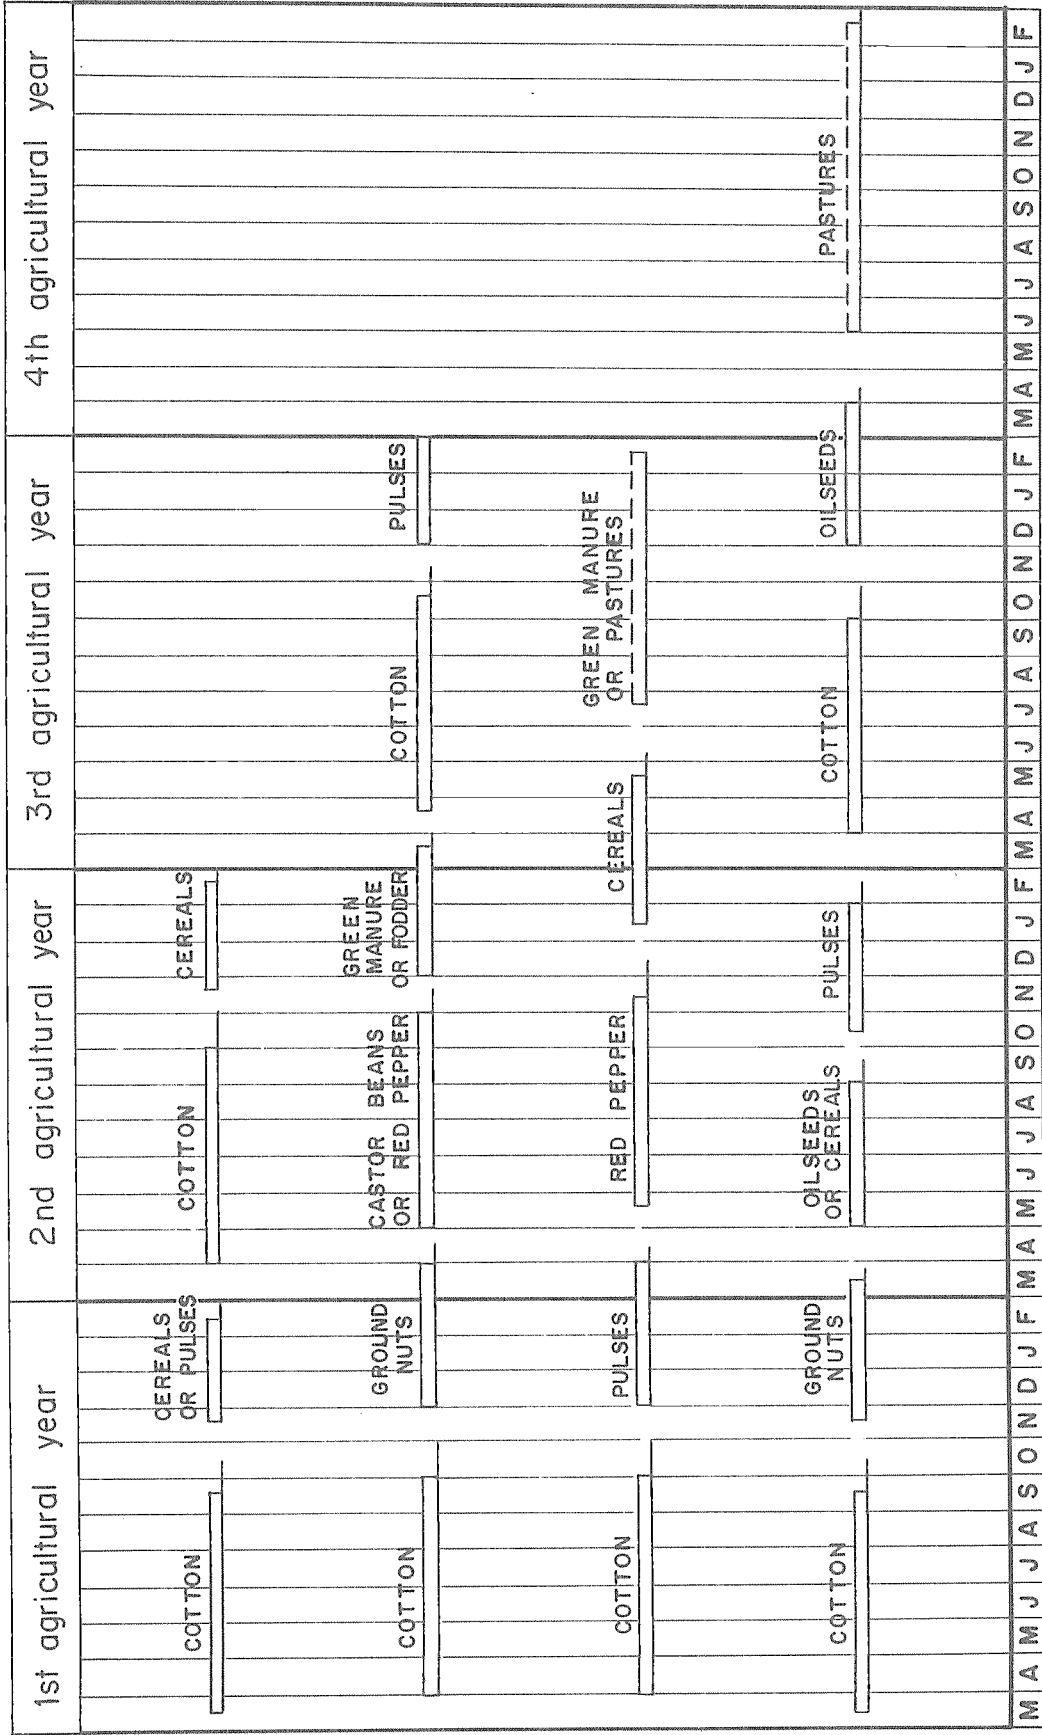 1st agricultural year
2nd agricultural year
3rd agricultural year
4th agricultural year
COTTON
CEREALS
OR PULSES
COTTON
CEREALS
COTTON
GROUND
NUTS
CASTOR BEANS
OR RED PEPPER
GREEN
MANURE
OR FODDER
COTTON
PULSES
COTTON
PULSES
RED PEPPER
CEREALS
GREEN MANURE
OR PASTURES
COTTON
GROUND
NUTS
OILSEEDS
OR CEREALS
PULSES
COTTON
OILSEEDS
PASTURES
M A M J J A S O N D J F M A M J J A S O N D J F M A M J J A S O N D J F M A M J J A S O N D J F